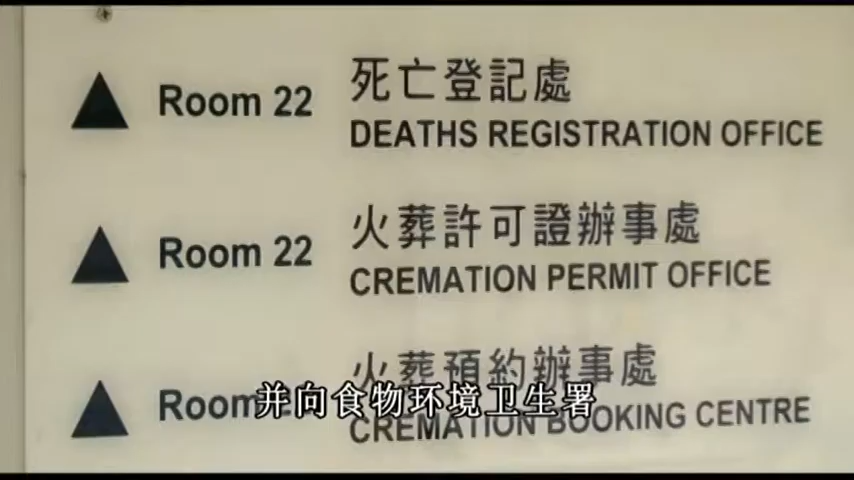 死亡登記處
Room 22
DEATHS REGISTRATION OFFICE
火葬許可證辦事處
Room 22
CREMATION PERMIT OFFICE
火葬預約辦事處
Room
并向食物环境卫生署
CREMATION BOOKING CENTRE